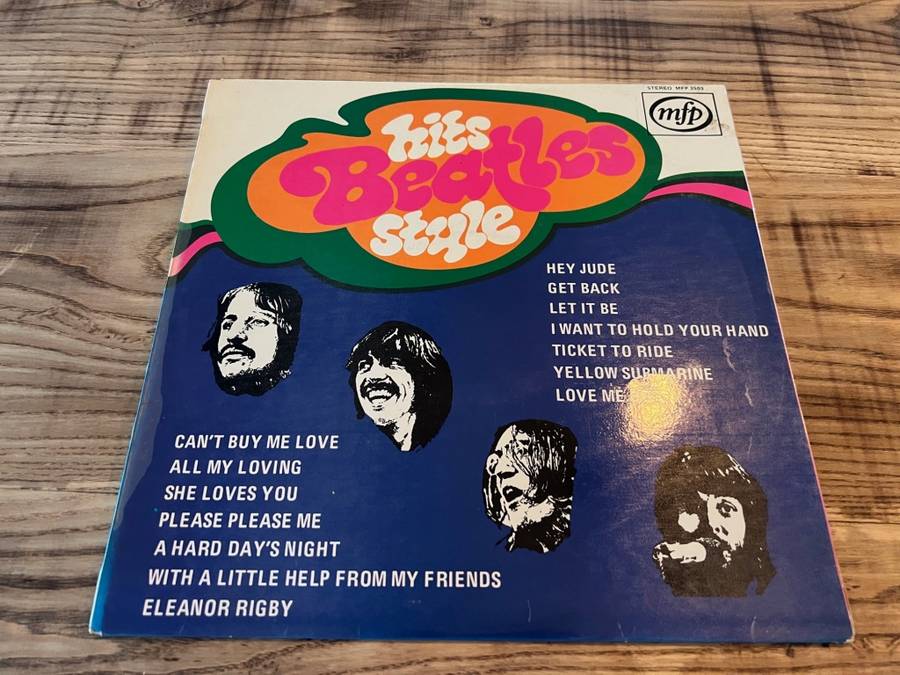 STEREO MFP
mfp
hits
Beatles
style
HEY JUDE
GET BACK
LET IT BE
I WANT TO HOLD YOUR HAND
TICKET TO RIDE
YELLOW SUBMARINE
LOVE ME
CAN'T BUY ME LOVE
ALL MY LOVING
SHE LOVES YOU
PLEASE PLEASE ME
A HARD DAY'S NIGHT
WITH A LITTLE HELP FROM MY FRIENDS
ELEANOR RIGBY